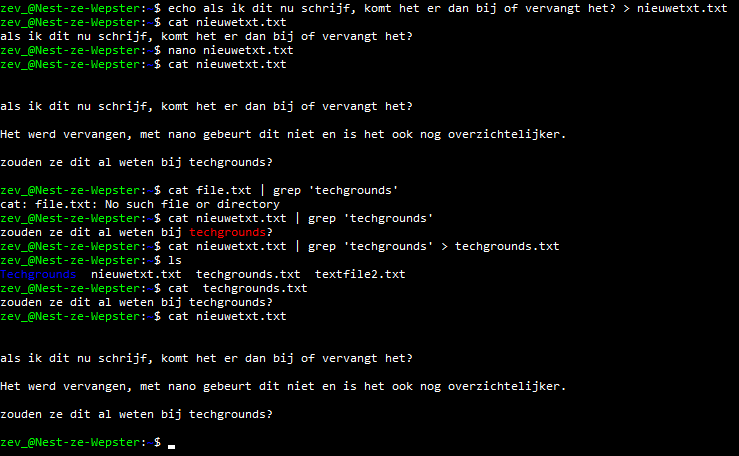 zev_@Nest-ze-Wepster:~$ echo als ik dit nu schrijf, komt het er dan bij of vervangt het? > nieuwetxt.txt
zev_@Nest-ze-Wepster:~$ cat nieuwetxt.txt
als ik dit nu schrijf, komt het er dan bij of vervangt het?
zev_@Nest-ze-Wepster:~$ nano nieuwetxt.txt
zev_@Nest-ze-Wepster:~$ cat nieuwetxt.txt
als ik dit nu schrijf, komt het er dan bij of vervangt het?
Het werd vervangen, met nano gebeurt dit niet en is het ook nog overzichtelijker.
zouden ze dit al weten bij techgrounds?
zev_@Nest-ze-Wepster:~$ cat file.txt | grep 'techgrounds'
cat: file.txt: No such file or directory
zev_@Nest-ze-Wepster:~$ cat nieuwetxt.txt | grep 'techgrounds'
zouden ze dit al weten bij techgrounds?
zev_@Nest-ze-Wepster:~$ cat nieuwetxt.txt | grep 'techgrounds' > techgrounds.txt
zev_@Nest-ze-Wepster:~$ ls
Techgrounds  nieuwetxt.txt  techgrounds.txt  textfile2.txt
zev_@Nest-ze-Wepster:~$ cat  techgrounds.txt
zouden ze dit al weten bij techgrounds?
zev_@Nest-ze-Wepster:~$ cat nieuwetxt.txt
als ik dit nu schrijf, komt het er dan bij of vervangt het?
Het werd vervangen, met nano gebeurt dit niet en is het ook nog overzichtelijker.
zouden ze dit al weten bij techgrounds?
zev_@Nest-ze-Wepster:~$